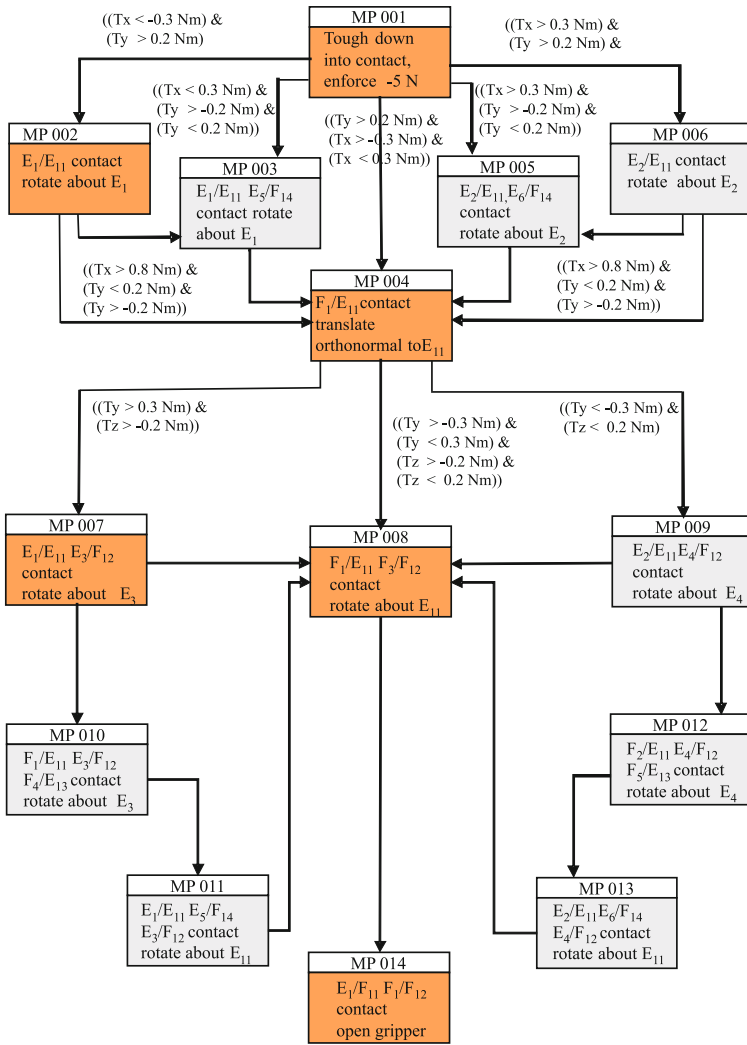 MP 001
Tough down
into contact,
enforce -5 N
((Tx < -0.3 Nm) &
(Ty > 0.2 Nm)
((Tx > 0.3 Nm) &
(Ty > 0.2 Nm) &
((Tx < 0.3 Nm) &
(Ty > -0.2 Nm) &
(Ty < 0.2 Nm))
((Ty > 0.2 Nm) &
(Tx > -0.3 Nm) &
(Tx < 0.3 Nm))
((Tx > 0.3 Nm) &
(Ty > -0.2 Nm) &
(Ty < 0.2 Nm))
MP 002
E1/E11 contact
rotate about E1
MP 003
E1/E11 E5/F14
contact rotate
about E1
MP 005
E2/E11,E6/F14
contact
rotate about E2
MP 006
E2/E11 contact
rotate about E2
((Tx > 0.8 Nm) &
(Ty < 0.2 Nm) &
(Ty > -0.2 Nm))
MP 004
F1/E11contact
translate
orthonormal toE11
((Tx > 0.8 Nm) &
(Ty < 0.2 Nm) &
(Ty > -0.2 Nm))
((Ty > 0.3 Nm) &
(Tz > -0.2 Nm))
((Ty > -0.3 Nm) &
(Ty < 0.3 Nm) &
(Tz > -0.2 Nm) &
(Tz < 0.2 Nm))
((Ty < -0.3 Nm) &
(Tz < 0.2 Nm)
MP 007
E1/E11 E3/F12
contact
rotate about E3
MP 008
F1/E11 F3/F12
contact
rotate about E11
MP 009
E2/E11E4/F12
contact
rotate about E4
MP 010
F1/E11 E3/F12
F4/E13 contact
rotate about E3
MP 012
F2/E11 E4/F12
F5/E13 contact
rotate about E4
MP 011
E1/E11 E5/F14
E3/F12 contact
rotate about E11
MP 013
E2/E11E6/F14
E4/F12 contact
rotate about E11
MP 014
E1/F11 F1/F12
contact
open gripper